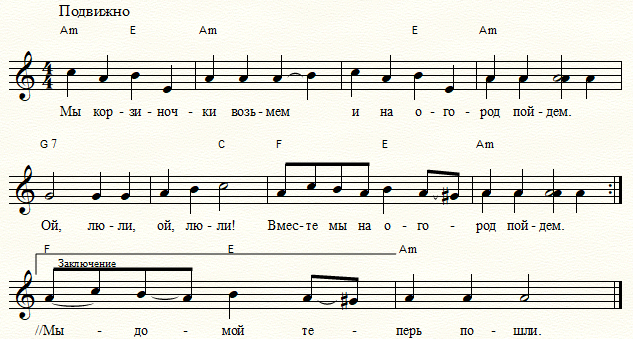 Подвижно
Am E Am E Am
4 4
Мы кор - зи - ноч - ки возь - мем и на о - го - род пой - дем.
G 7 C F E Am
Ой, лю - ли, ой, лю - ли! Вмес - те мы на о - го - род пой - дем.
F E Am
Заключение
//Мы - до - мой те - перь по - шли.